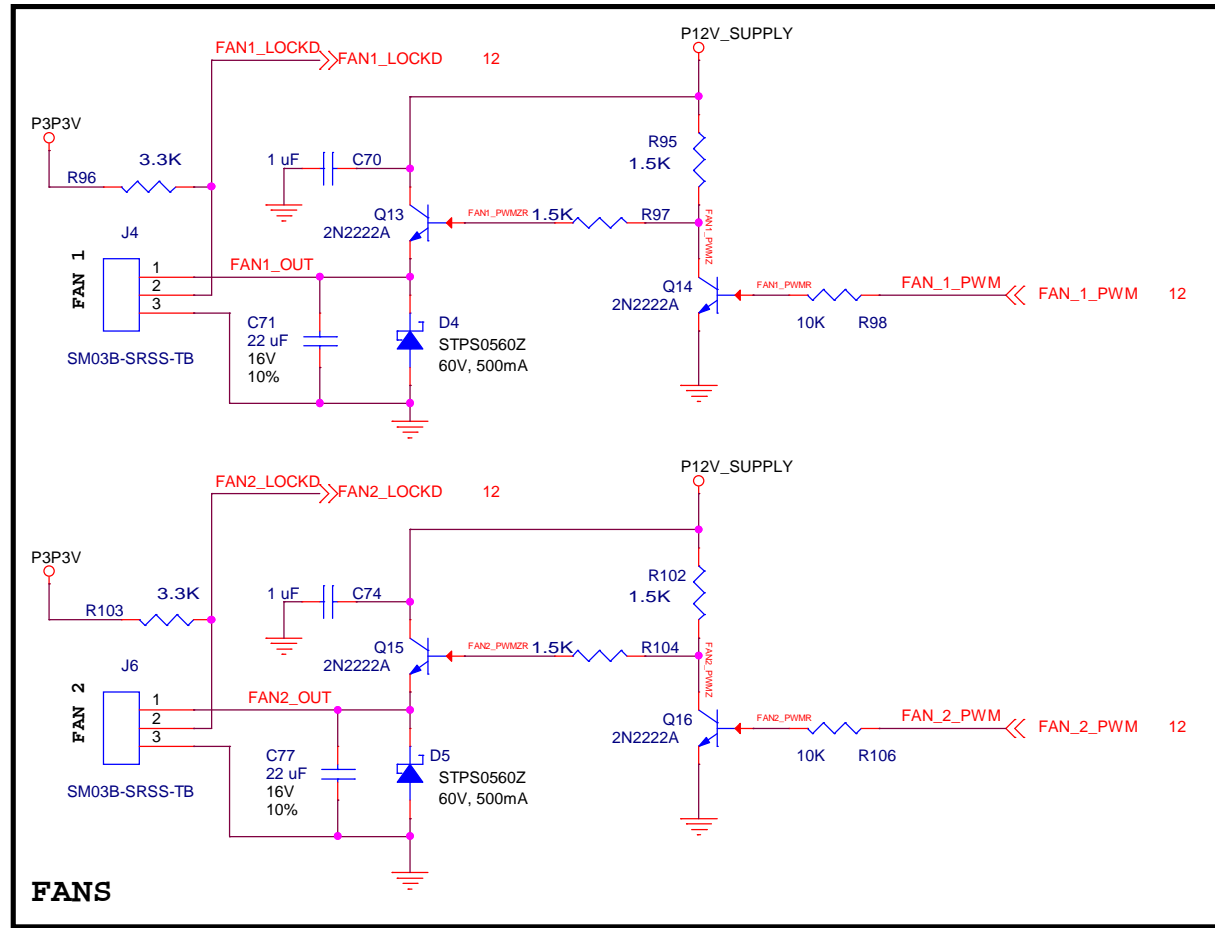 FAN1_LOCKD
FAN1_LOCKD 12
P12V_SUPPLY
P3P3V
R96
3.3K
1 uF
C70
R95
1.5K
Q13
2N2222A
FAN1_PWMZR
1.5K
R97
FAN1_PWMZ
J4
FAN 1
1
2
3
FAN1_OUT
SM03B-SRSS-TB
C71
22 uF
16V
10%
D4
STPS0560Z
60V, 500mA
Q14
2N2222A
FAN1_PWMR
10K
R98
FAN_1_PWM
FAN_1_PWM 12
FAN2_LOCKD
FAN2_LOCKD 12
P12V_SUPPLY
P3P3V
R103
3.3K
1 uF
C74
R102
1.5K
Q15
2N2222A
FAN2_PWMZR
1.5K
R104
FAN2_PWMZ
J6
FAN 2
1
2
3
FAN2_OUT
SM03B-SRSS-TB
C77
22 uF
16V
10%
D5
STPS0560Z
60V, 500mA
Q16
2N2222A
FAN2_PWMR
10K
R106
FAN_2_PWM
FAN_2_PWM 12
FANS